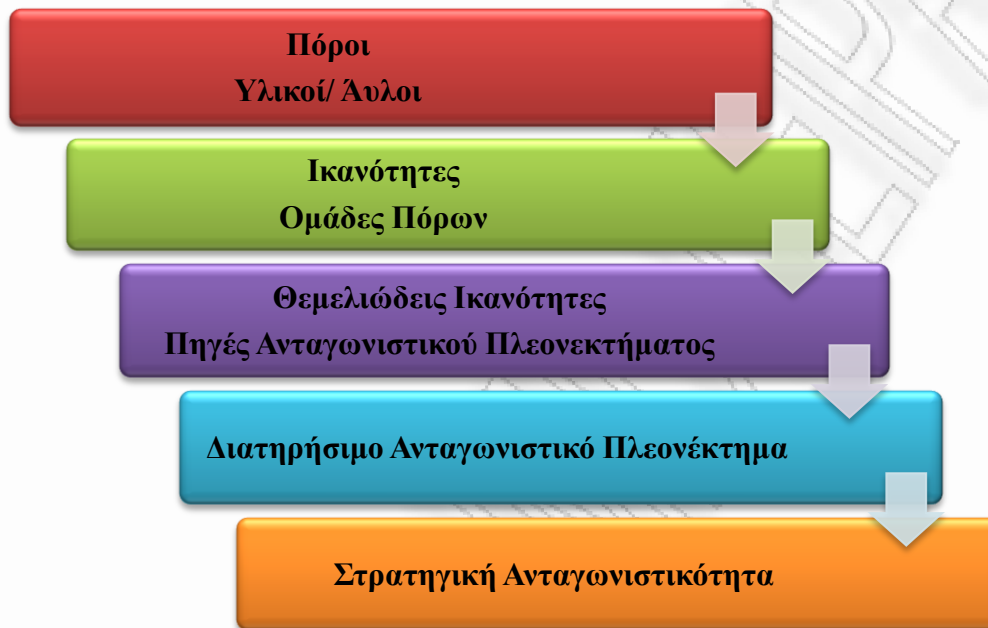 Πόροι
Υλικοί/ Άυλοι
Ικανότητες
Ομάδες Πόρων
Θεμελιώδεις Ικανότητες
Πηγές Ανταγωνιστικού Πλεονεκτήματος
Διατηρήσιμο Ανταγωνιστικό Πλεονέκτημα
Στρατηγική Ανταγωνιστικότητα